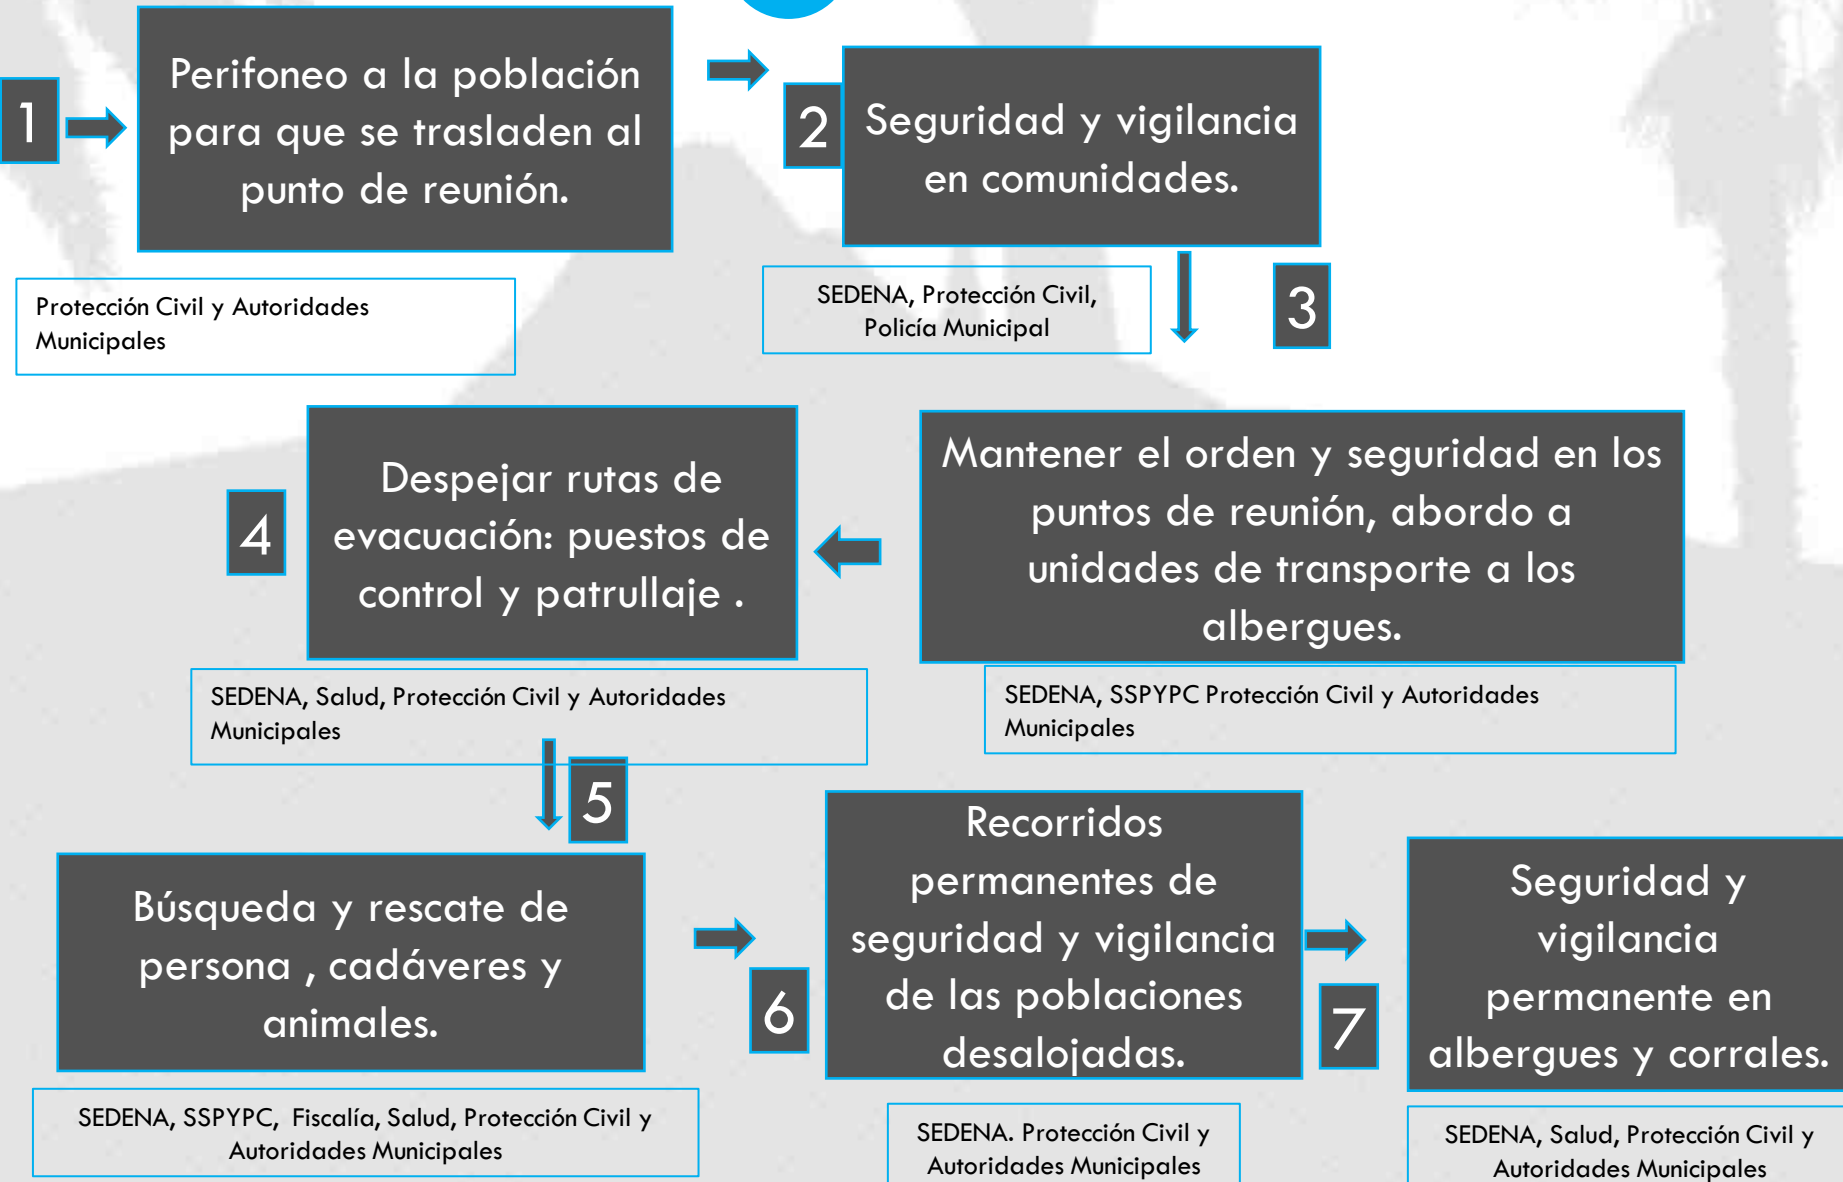 1
Perifoneo a la población
para que se trasladen al
punto de reunión.
Protección Civil y Autoridades
Municipales
2
Seguridad y vigilancia
en comunidades.
SEDENA, Protección Civil,
Policía Municipal
3
Mantener el orden y seguridad en los
puntos de reunión, abordo a
unidades de transporte a los
albergues.
SEDENA, SSPYPC Protección Civil y Autoridades
Municipales
4
Despejar rutas de
evacuación: puestos de
control y patrullaje .
SEDENA, Salud, Protección Civil y Autoridades
Municipales
5
Búsqueda y rescate de
persona , cadáveres y
animales.
SEDENA, SSPYPC, Fiscalía, Salud, Protección Civil y
Autoridades Municipales
6
Recorridos
permanentes de
seguridad y vigilancia
de las poblaciones
desalojadas.
SEDENA. Protección Civil y
Autoridades Municipales
7
Seguridad y
vigilancia
permanente en
albergues y corrales.
SEDENA, Salud, Protección Civil y
Autoridades Municipales